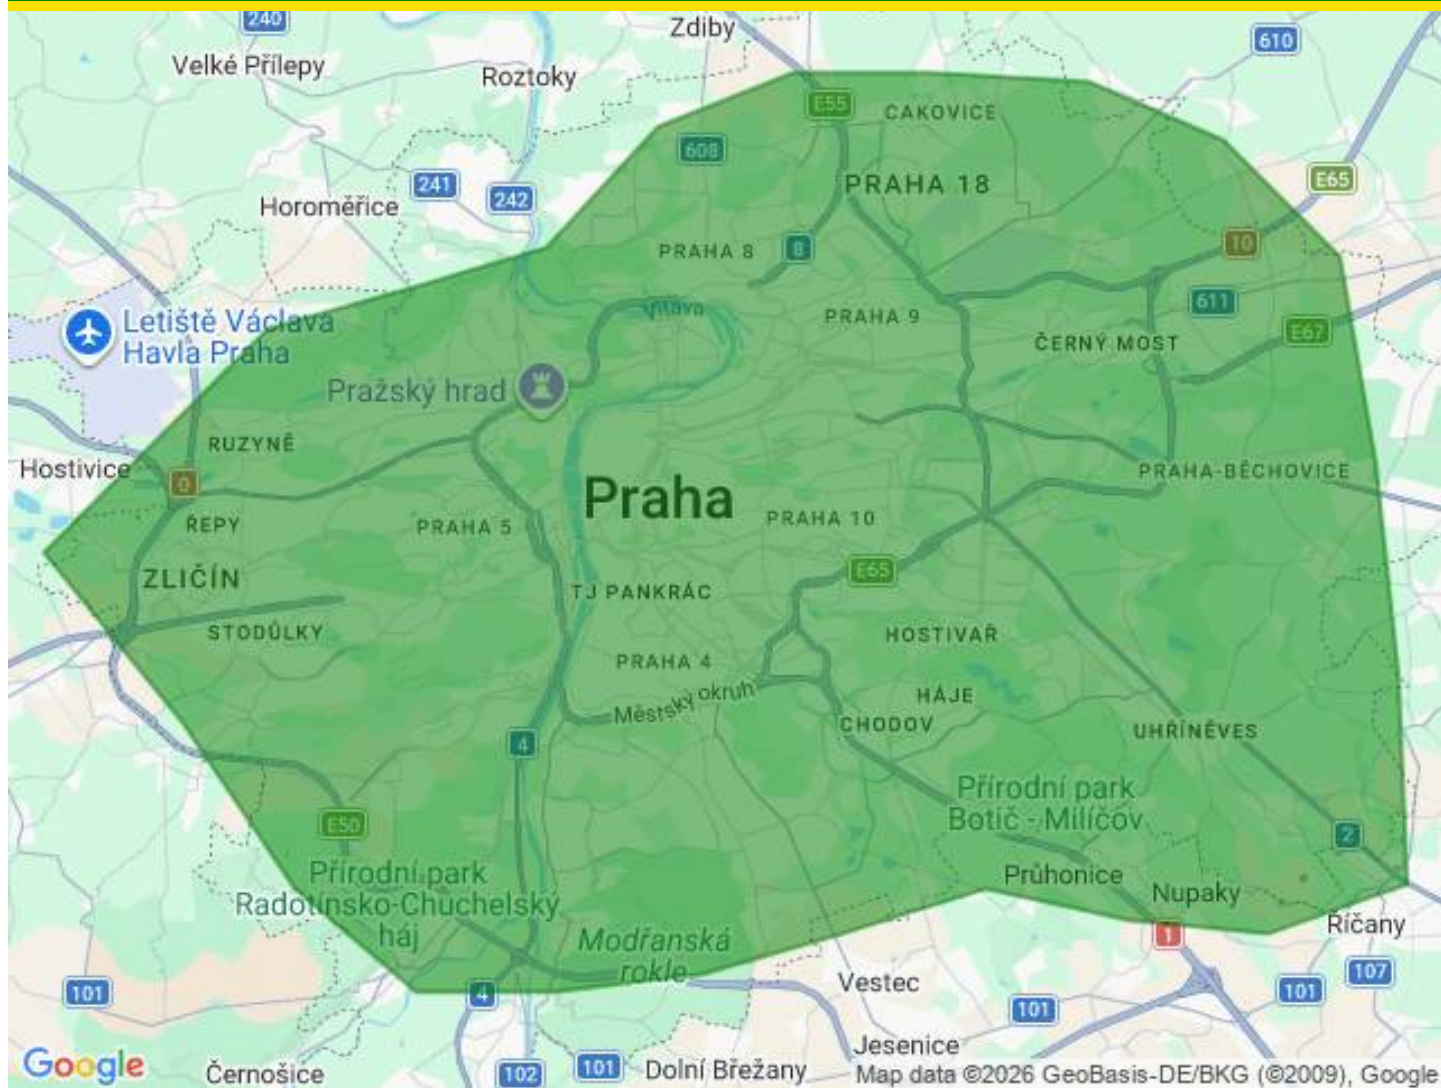 240
Zdiby
610
Velké Přílepy
Roztoky
E55
CAKOVICE
608
241
242
PRAHA 18
E65
Horoměřice
PRAHA 8
8
10
611
Vltava
PRAHA 9
E67
Letiště Václava
Havla Praha
ČERNÝ MOST
Pražský hrad
RUZYNĚ
Hostivice
0
PRAHA-BĚCHOVICE
Praha
ŘEPY
PRAHA 5
PRAHA 10
ZLIČÍN
E65
TJ PANKRÁC
STODŮLKY
HOSTIVAŘ
PRAHA 4
Městský okruh
HÁJE
CHODOV
UHŘÍNĚVES
4
Přírodní park
Botič - Milíčov
E50
2
Přírodní park
Radotínsko-Chuchelský
háj
Průhonice
Nupaky
Říčany
1
Modřanská
rokle
Vestec
107
101
4
101
101
Jesenice
Google
Černošice
102
101
Dolní Břežany
Map data ©2026 GeoBasis-DE/BKG (©2009), Google